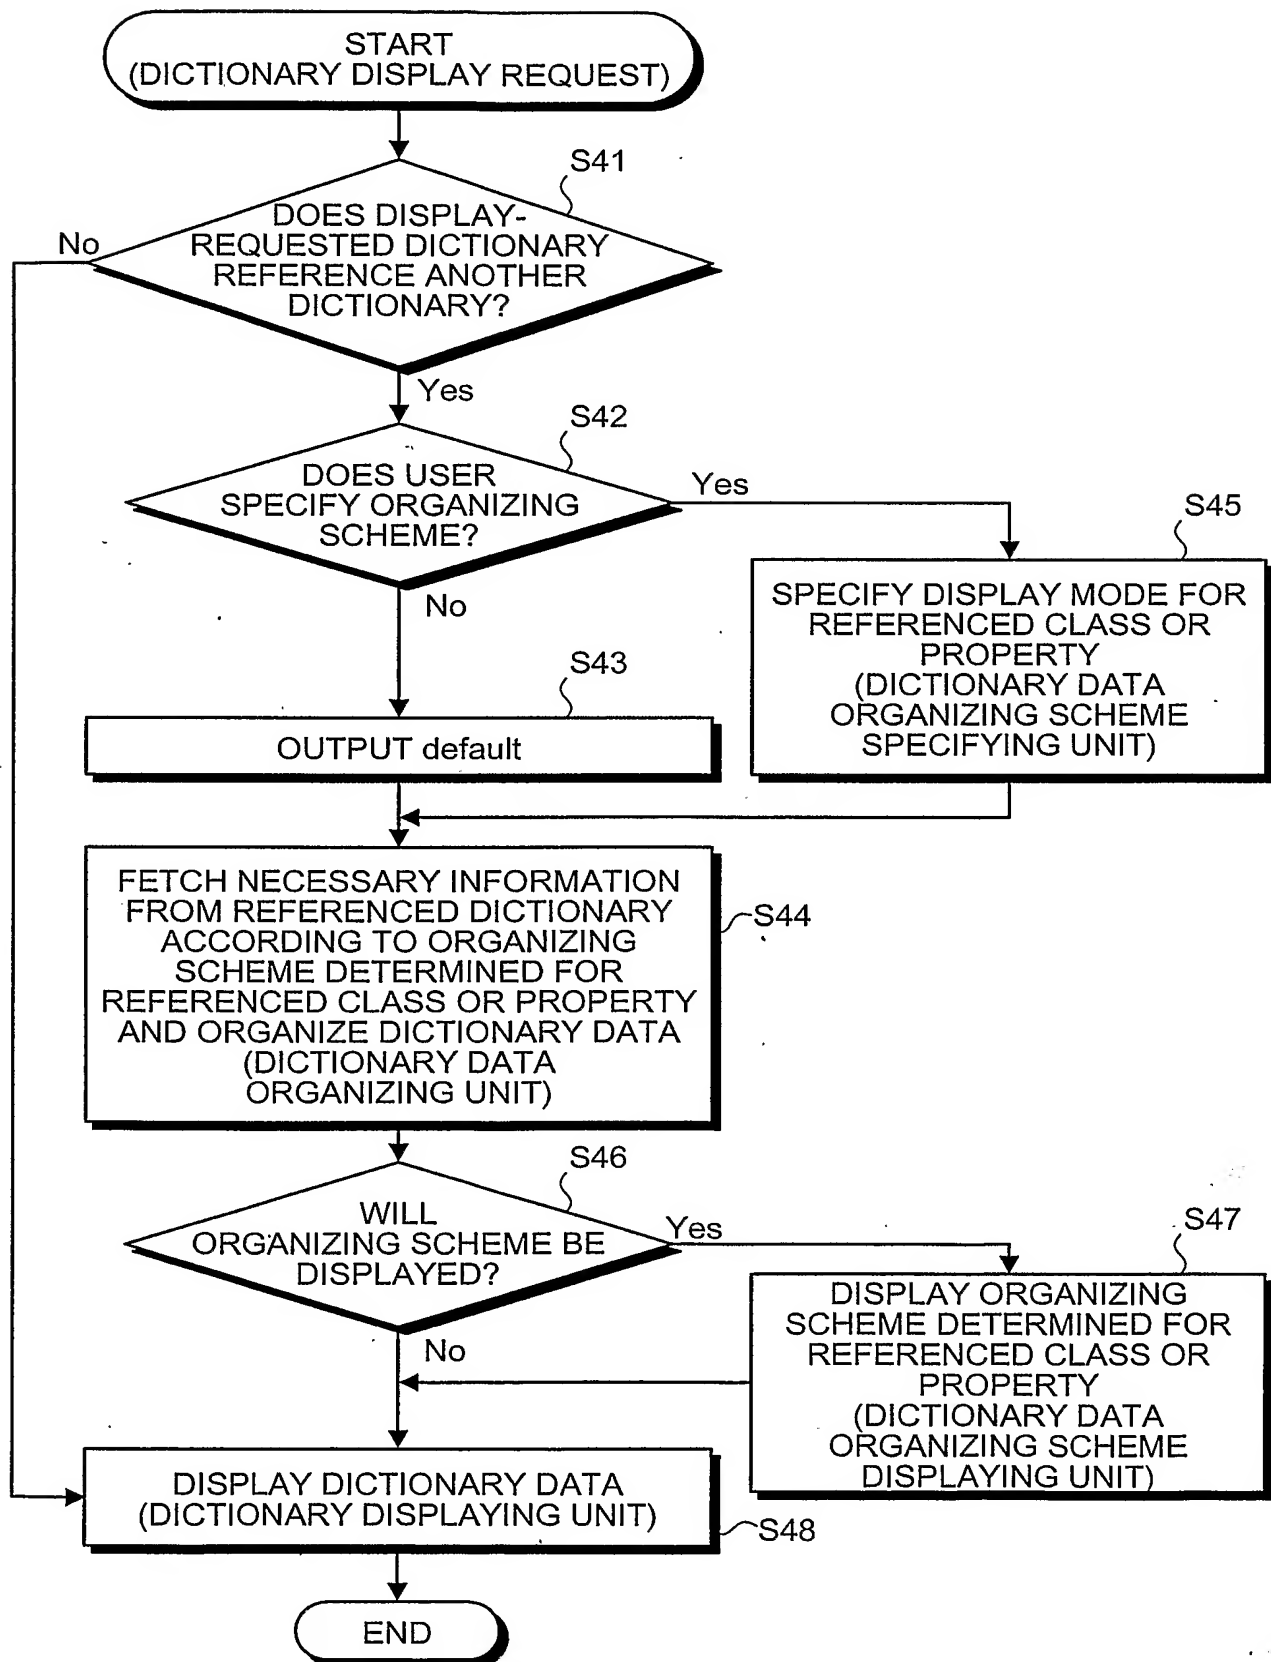 START
(DICTIONARY DISPLAY REQUEST)
S41
DOES DISPLAY-
REQUESTED DICTIONARY
REFERENCE ANOTHER
DICTIONARY?
No
Yes
S42
DOES USER
SPECIFY ORGANIZING
SCHEME?
Yes
No
S45
SPECIFY DISPLAY MODE FOR
REFERENCED CLASS OR
PROPERTY
(DICTIONARY DATA
ORGANIZING SCHEME
SPECIFYING UNIT)
S43
OUTPUT default
FETCH NECESSARY INFORMATION
FROM REFERENCED DICTIONARY
ACCORDING TO ORGANIZING
SCHEME DETERMINED FOR
REFERENCED CLASS OR PROPERTY
AND ORGANIZE DICTIONARY DATA
(DICTIONARY DATA
ORGANIZING UNIT)
S44
S46
WILL
ORGANIZING SCHEME BE
DISPLAYED?
Yes
No
S47
DISPLAY ORGANIZING
SCHEME DETERMINED FOR
REFERENCED CLASS OR
PROPERTY
(DICTIONARY DATA
ORGANIZING SCHEME
DISPLAYING UNIT)
DISPLAY DICTIONARY DATA
(DICTIONARY DISPLAYING UNIT)
S48
END